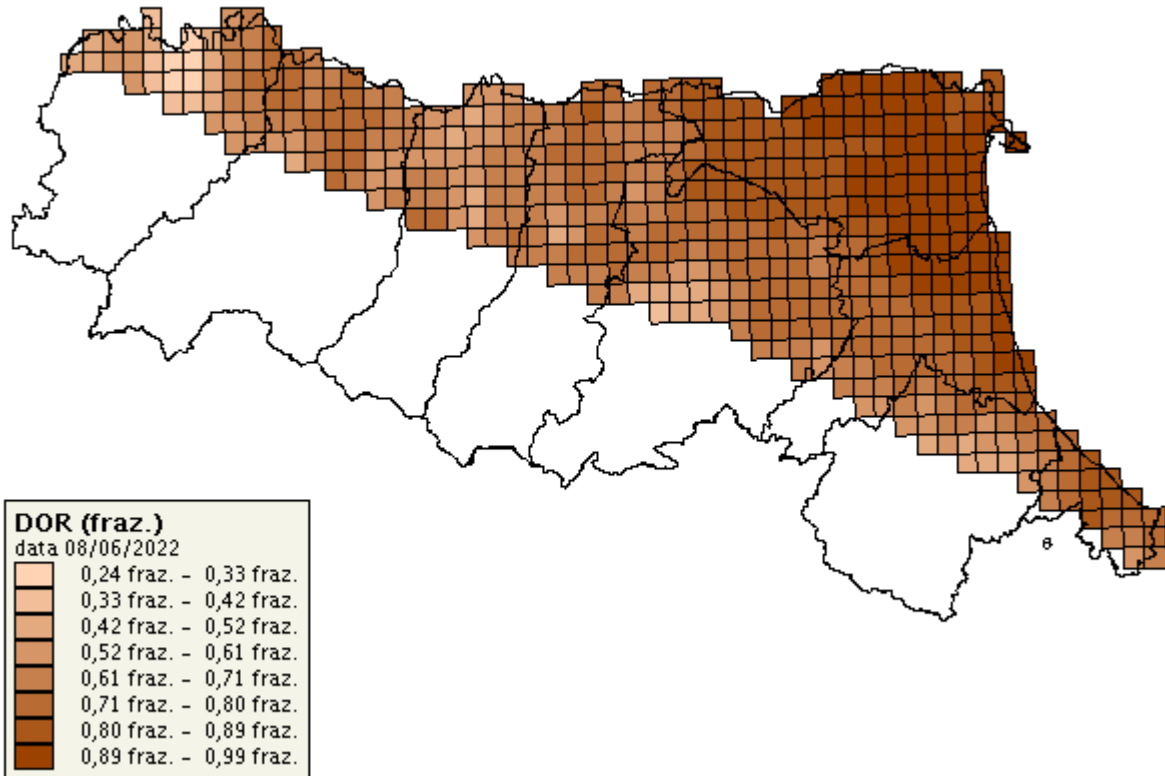 DOR (fraz.)
data 08/06/2022
0,24 fraz. - 0,33 fraz.
0,33 fraz. - 0,42 fraz.
0,42 fraz. - 0,52 fraz.
0,52 fraz. - 0,61 fraz.
0,61 fraz. - 0,71 fraz.
0,71 fraz. - 0,80 fraz.
0,80 fraz. - 0,89 fraz.
0,89 fraz. - 0,99 fraz.